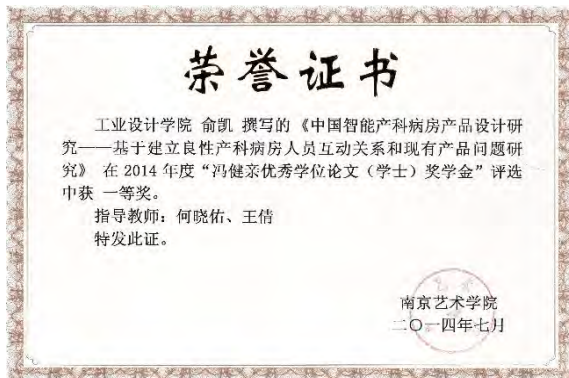 荣誉证书
工业设计学院 俞凯 撰写的《中国智能产科病房产品设计研
究——基于建立良性产科病房人员互动关系和现有产品问题研
究》在 2014 年度“冯健亲优秀学位论文（学士）奖学金”评选
中获 一等奖。
指导教师：何晓佑、王倩
特发此证。
南京艺术学院
二〇一四年七月